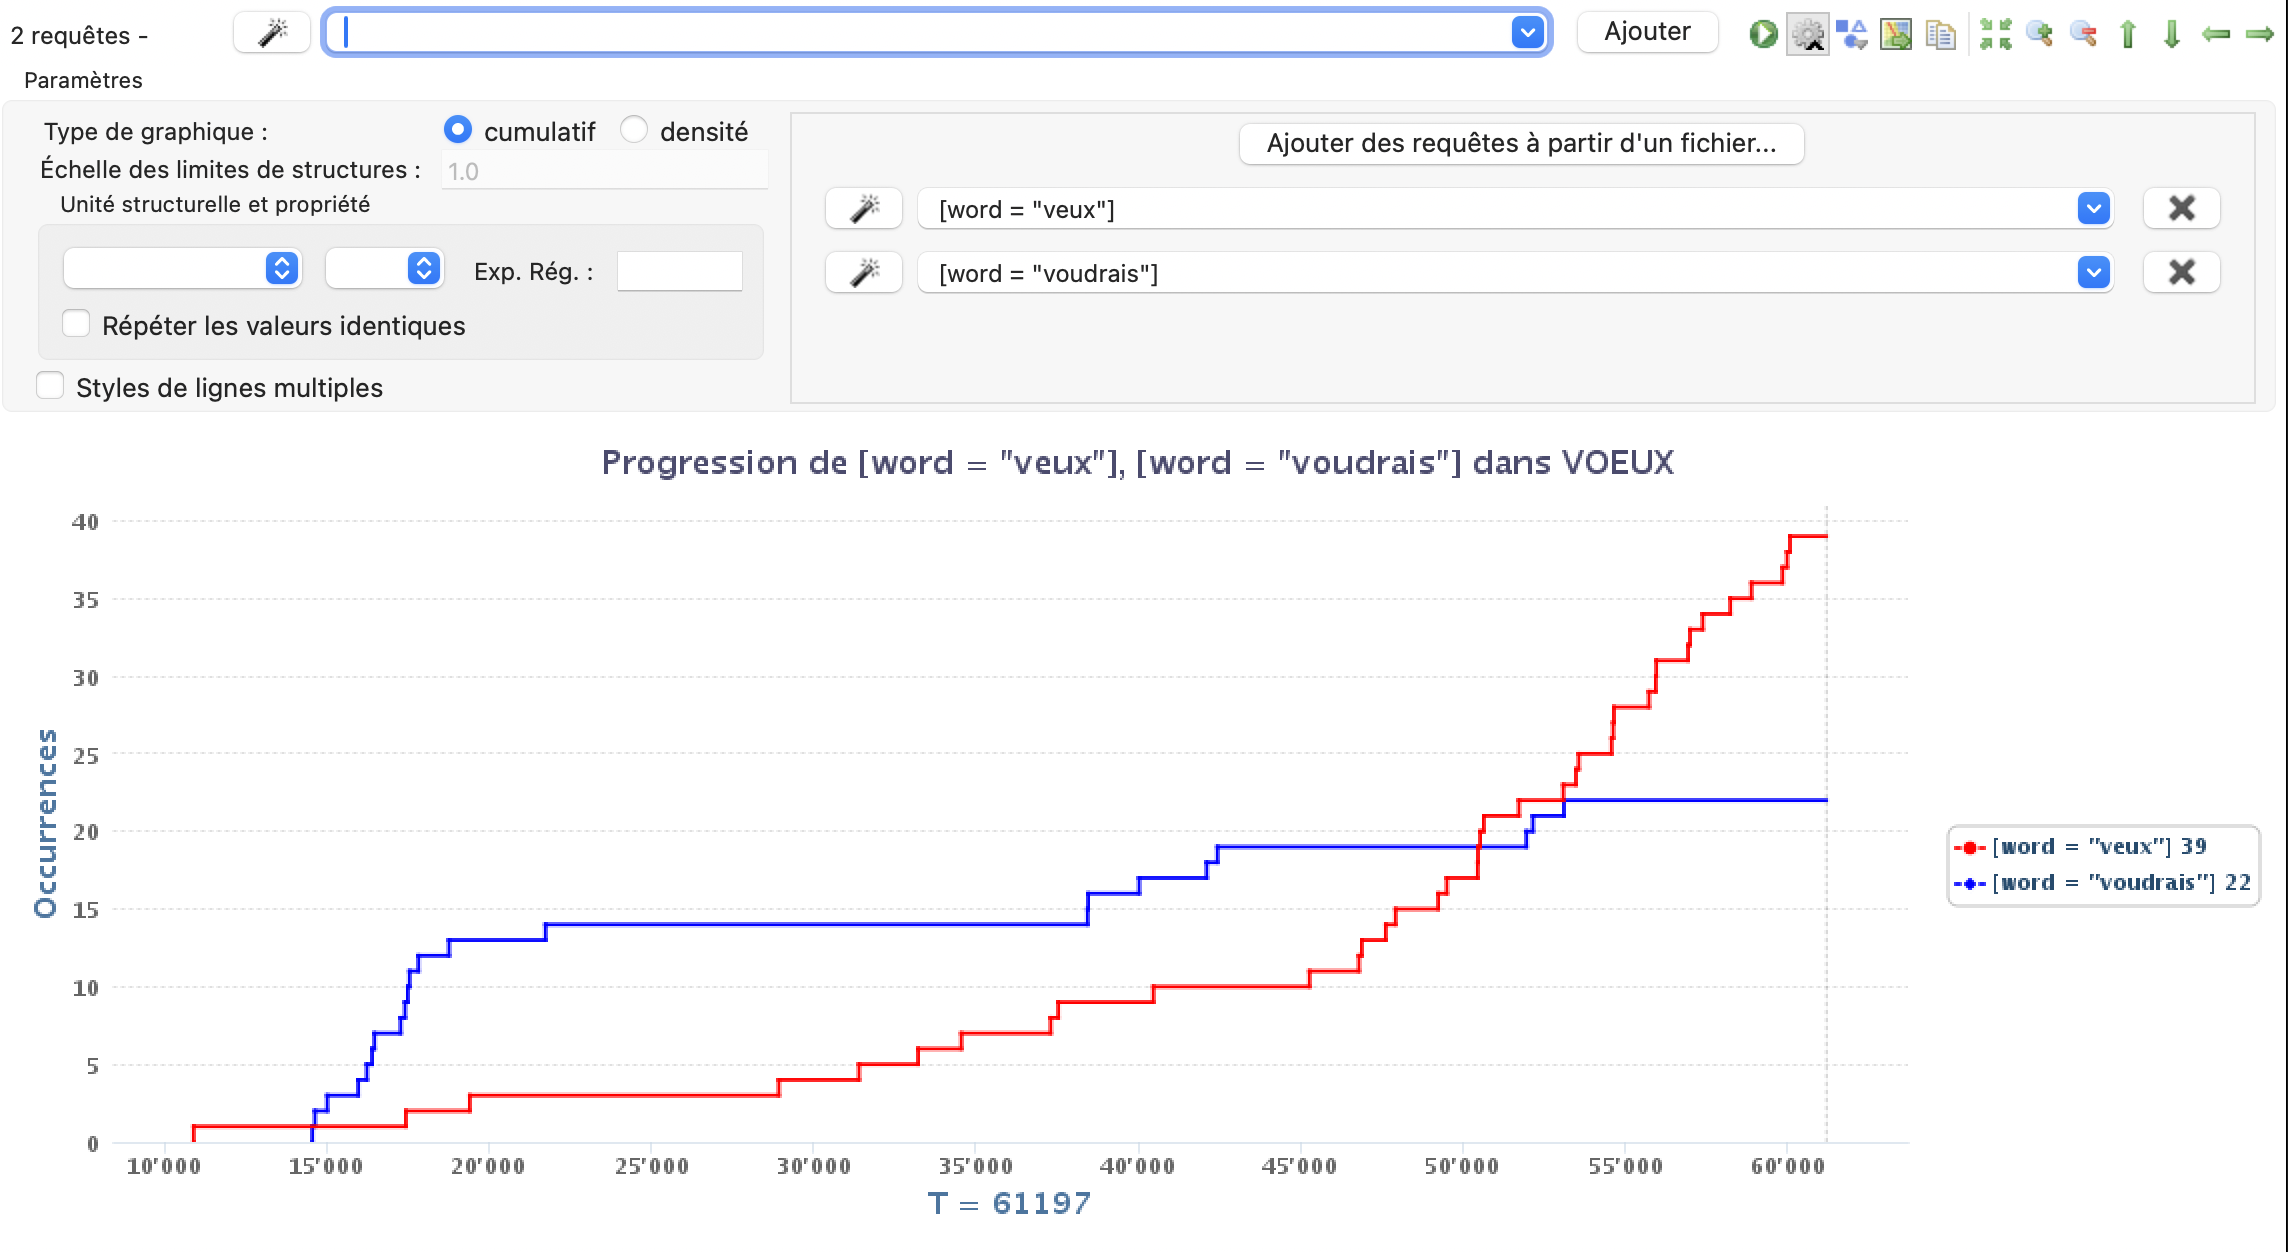 2 requêtes -
Ajouter
Paramètres
Type de graphique : cumulatif densité
Échelle des limites de structures : 1.0
Unité structurelle et propriété
Exp. Rég. :
Répéter les valeurs identiques
Styles de lignes multiples
Ajouter des requêtes à partir d'un fichier...
[word = "veux"]
[word = "voudrais"]
Progression de [word = "veux"], [word = "voudrais"] dans VOEUX
Occurrences
40
35
30
25
20
15
10
5
0
10'000 15'000 20'000 25'000 30'000 35'000 40'000 45'000 50'000 55'000 60'000
T = 61197
[word = "veux"] 39
[word = "voudrais"] 22